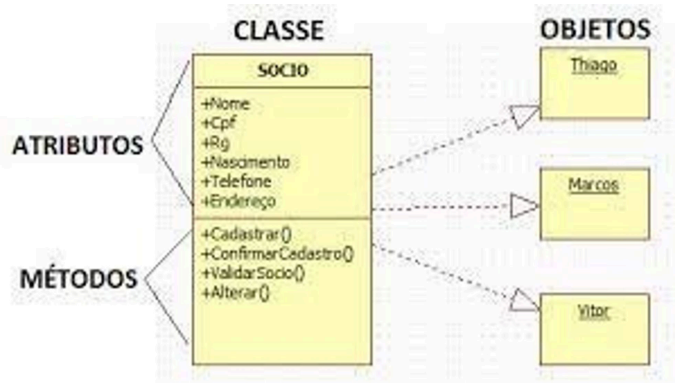 CLASSE
OBJETOS
SOCIO
Thiago
+Nome
+Cpf
+Rg
+Nascimento
+Telefone
+Endereço
ATRIBUTOS
Marcos
+Cadastrar()
+ConfirmarCadastro()
+ValidarSocio()
+Alterar()
MÉTODOS
Vitor